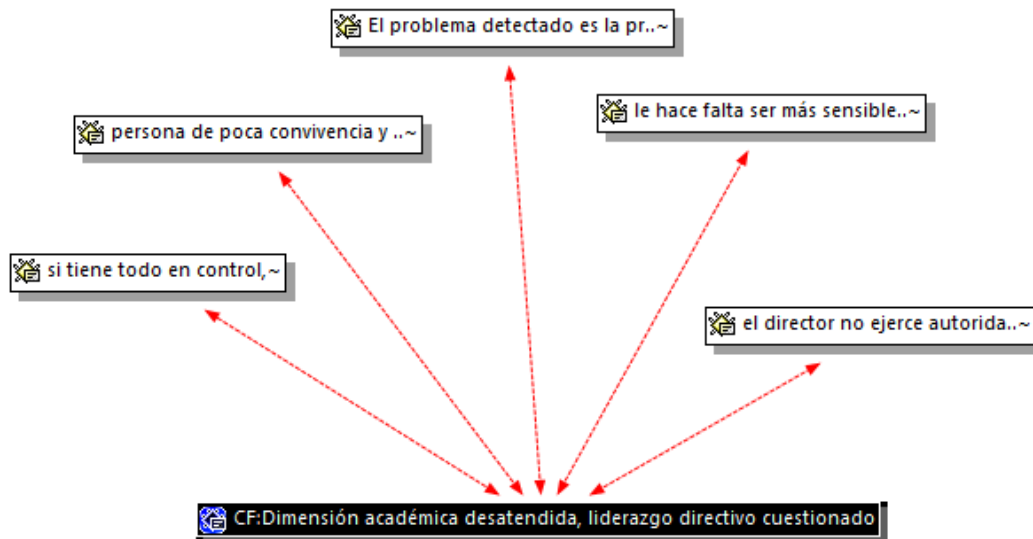 El problema detectado es la pr..~
le hace falta ser más sensible..~
persona de poca convivencia y ..~
si tiene todo en control,~
el director no ejerce autorida..~
CF:Dimensión académica desatendida, liderazgo directivo cuestionado